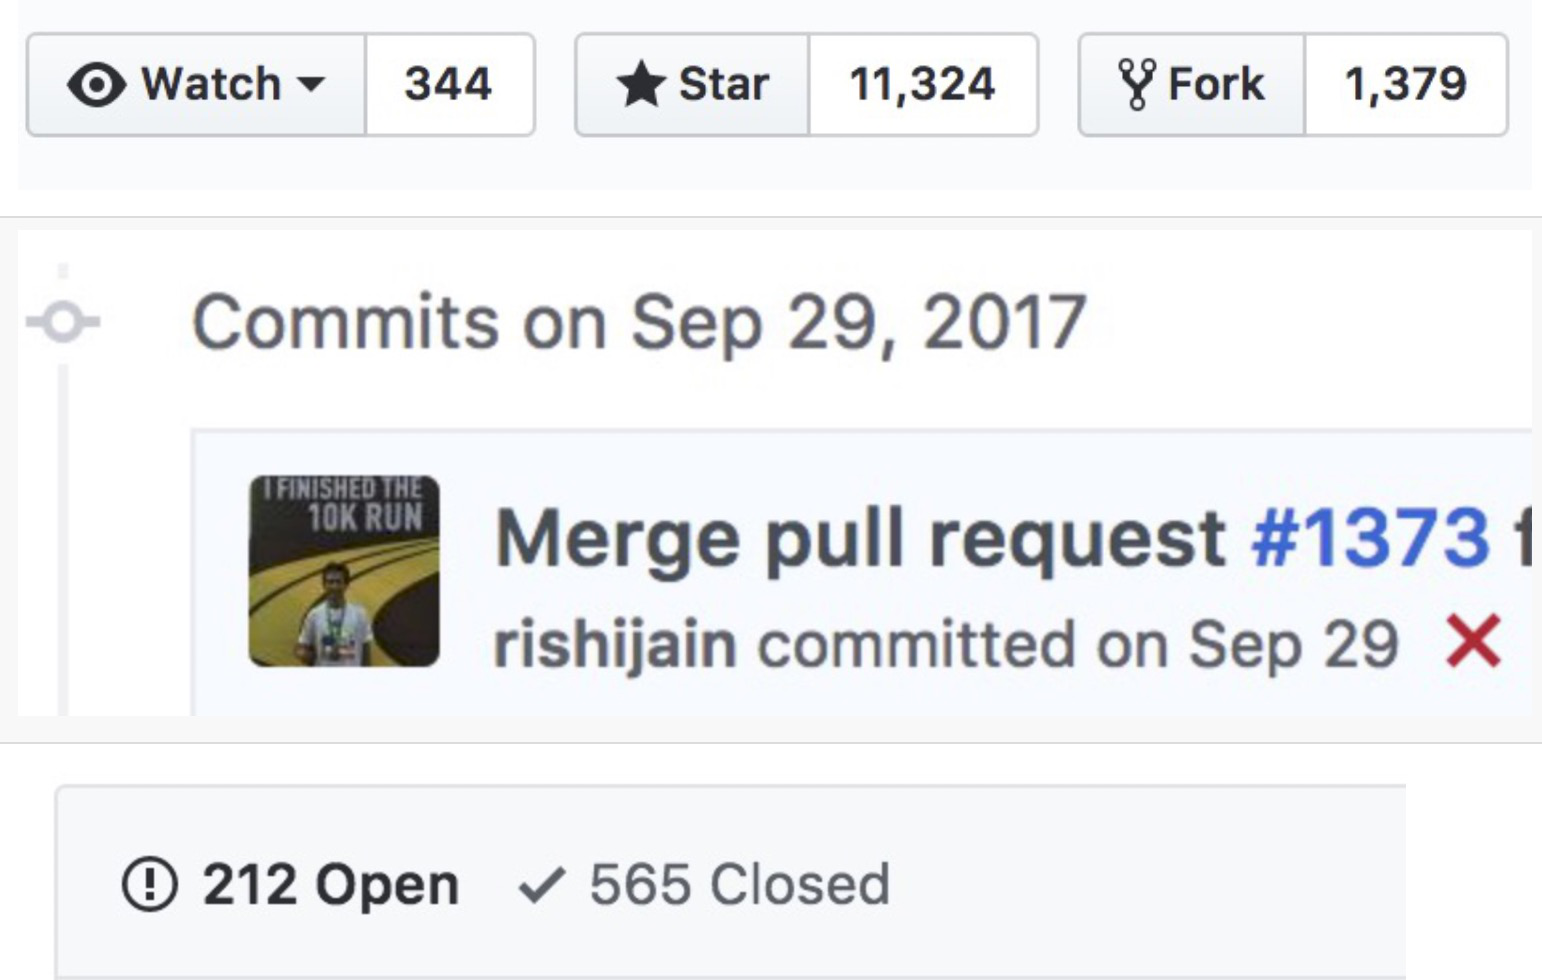 Watch 344 Star 11,324 Fork 1,379
Commits on Sep 29, 2017
I FINISHED THE
10K RUN
Merge pull request #1373 f
rishijain committed on Sep 29
212 Open 565 Closed